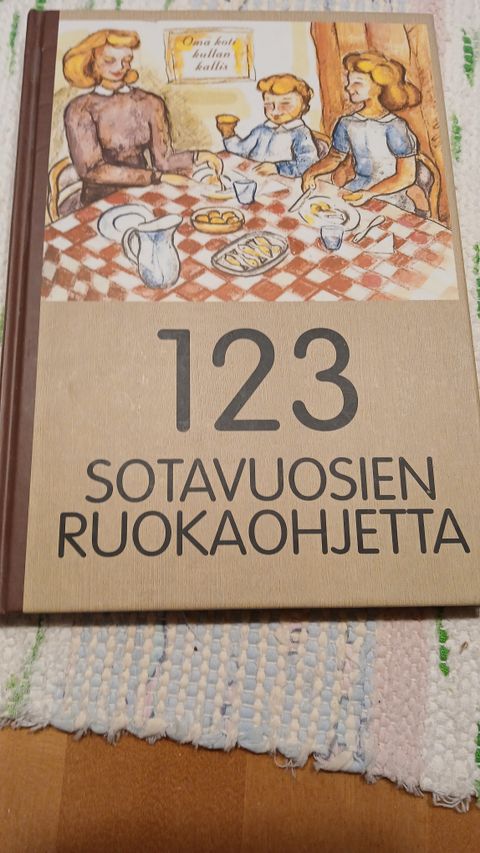 Oma koti
kullan
kallis
123
SOTAVUOSIEN
RUOKAOHJETTA